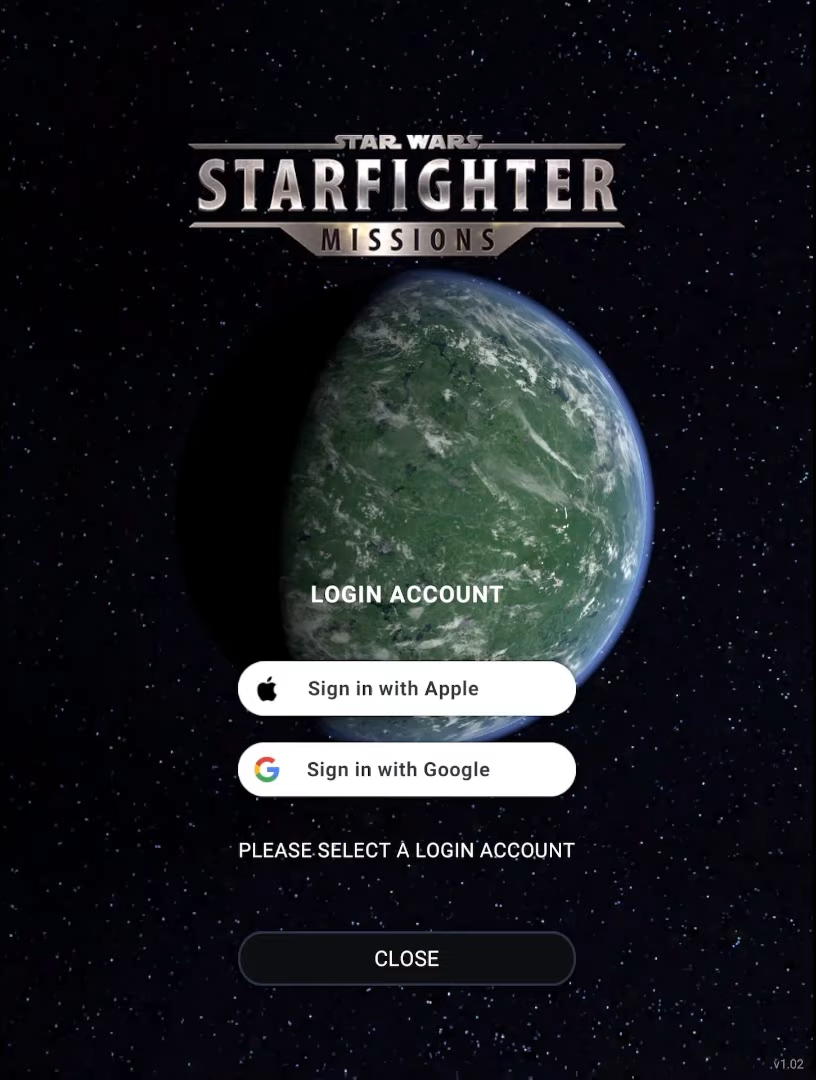 STAR WARS
STARFIGHTER
MISSIONS
LOGIN ACCOUNT
Sign in with Apple
Sign in with Google
PLEASE SELECT A LOGIN ACCOUNT
CLOSE
v1.02